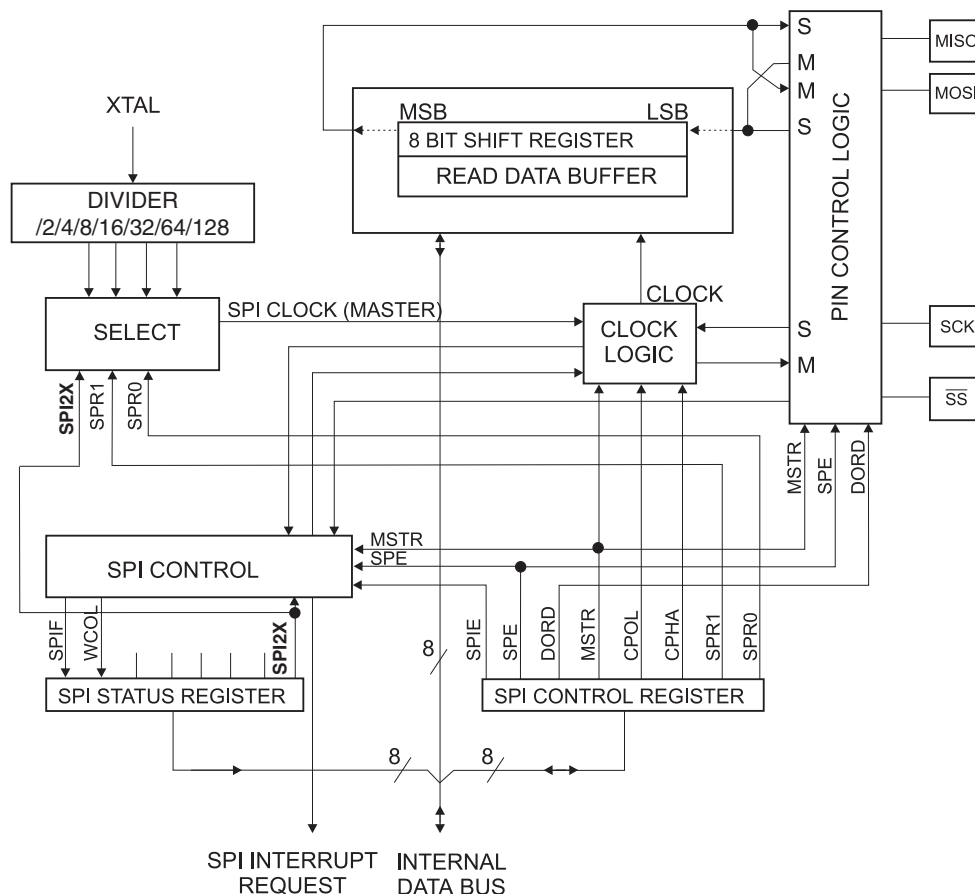 S
MISO
M
XTAL
M
MOSI
MSB
LSB
8 BIT SHIFT REGISTER
S
READ DATA BUFFER
DIVIDER
/2/4/8/16/32/64/128
PIN CONTROL LOGIC
SPI CLOCK (MASTER)
CLOCK
SELECT
CLOCK
LOGIC
S
SCK
M
SPI2X
SPR1
SPR0
SS
MSTR
SPE
DORD
MSTR
SPE
SPI CONTROL
SPIF
WCOL
SPI2X
8
SPIE
SPE
DORD
MSTR
CPOL
CPHA
SPR1
SPR0
SPI STATUS REGISTER
SPI CONTROL REGISTER
8
8
SPI INTERRUPT
REQUEST
INTERNAL
DATA BUS